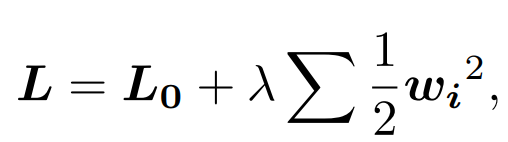 L = L₀ + λ∑ 1/2 wᵢ²,